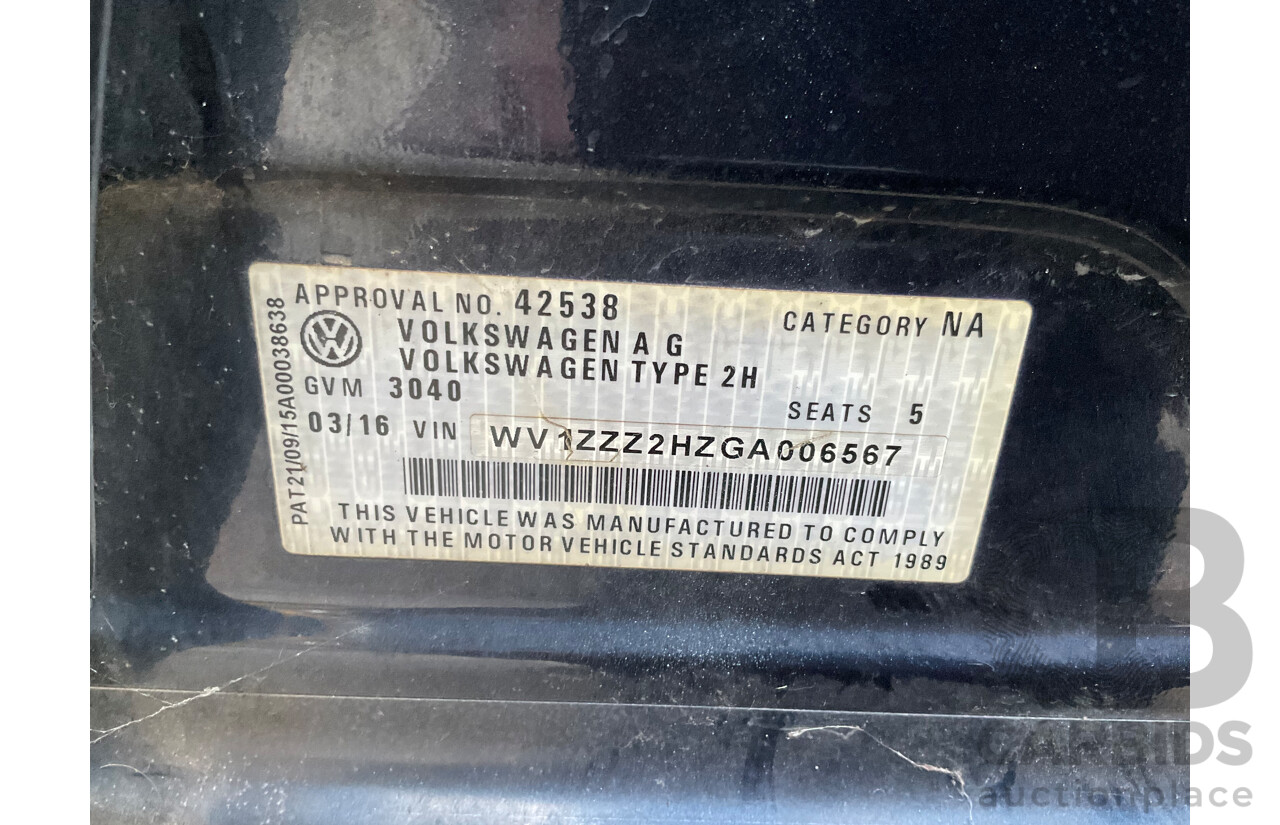 APPROVAL NO. 42538
CATEGORY NA
VOLKSWAGEN A G
VOLKSWAGEN TYPE 2H
GVM 3040
SEATS 5
03/16 VIN WV1ZZZ2HZGA006567
THIS VEHICLE WAS MANUFACTURED TO COMPLY
WITH THE MOTOR VEHICLE STANDARDS ACT 1989
PAT21/09/15A00038638
B
CANBIDS
auctionplace